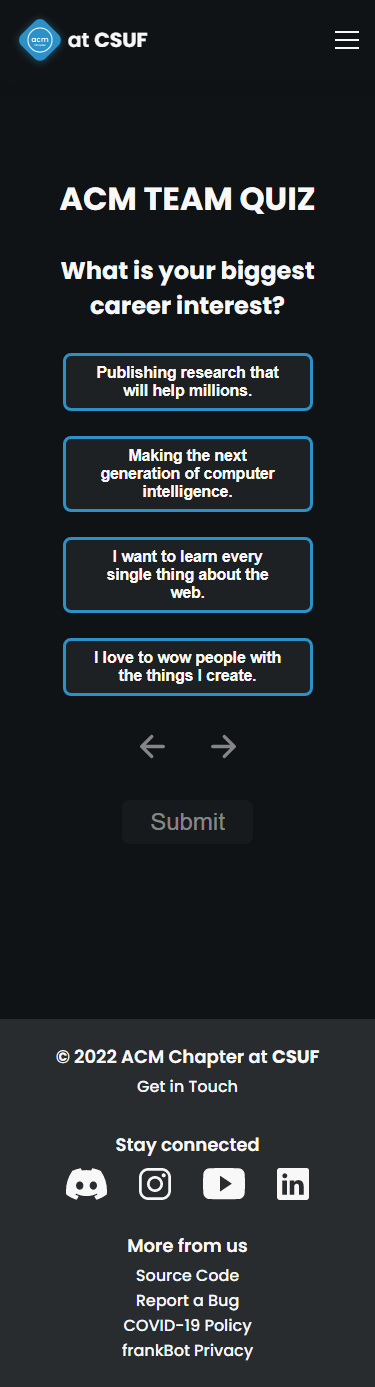 acm
at CSUF
ACM TEAM QUIZ
What is your biggest
career interest?
Publishing research that
will help millions.
Making the next
generation of computer
intelligence.
I want to learn every
single thing about the
web.
I love to wow people with
the things I create.
Submit
© 2022 ACM Chapter at CSUF
Get in Touch
Stay connected
in
More from us
Source Code
Report a Bug
COVID-19 Policy
frankBot Privacy